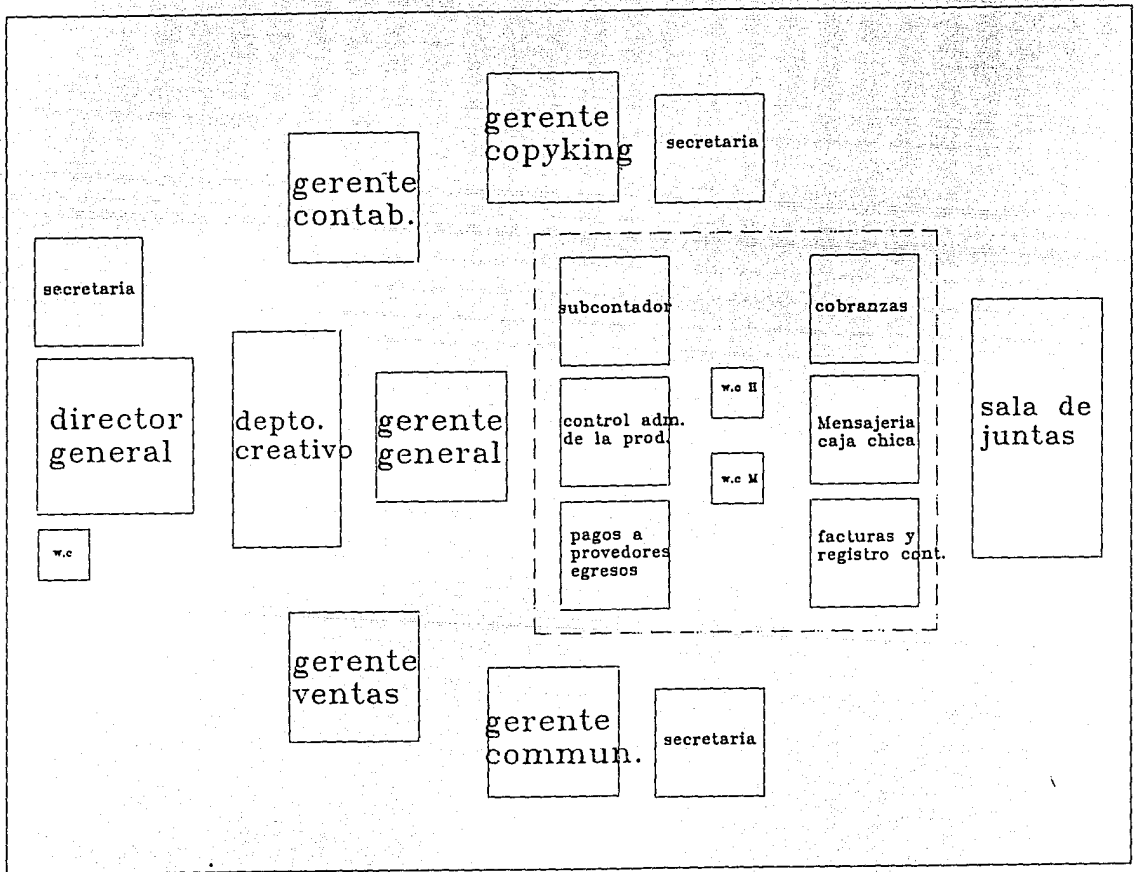 gerente
copyking
secretaria
gerente
contab.
secretaria
subcontador
cobranzas
director
general
depto.
creativo
gerente
general
control adm.
de la prod.
w.c H
Mensajeria
caja chica
sala de
juntas
w.c M
w.c
pagos a
provedores
egresos
facturas y
registro cont.
gerente
ventas
gerente
commun.
secretaria